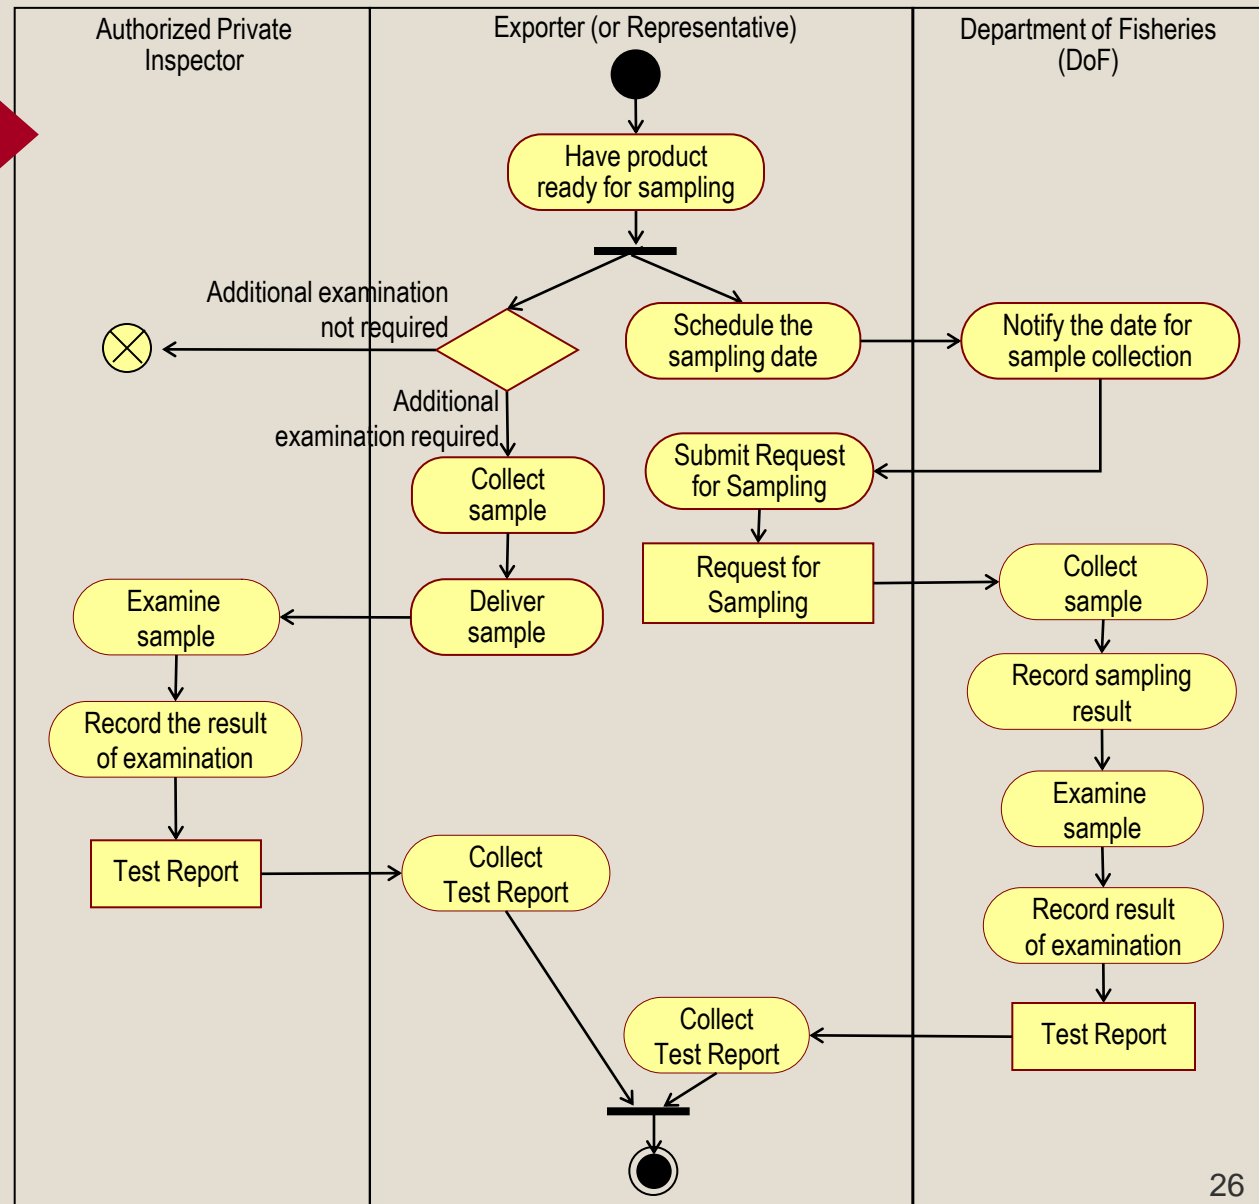 Authorized Private
Inspector
Exporter (or Representative)
Department of Fisheries
(DoF)
Have product
ready for sampling
Additional examination
not required
Schedule the
sampling date
Notify the date for
sample collection
Additional
examination required
Collect
sample
Submit Request
for Sampling
Request for
Sampling
Collect
sample
Examine
sample
Deliver
sample
Record sampling
result
Record the result
of examination
Examine
sample
Test Report
Collect
Test Report
Record result
of examination
Collect
Test Report
Test Report
26